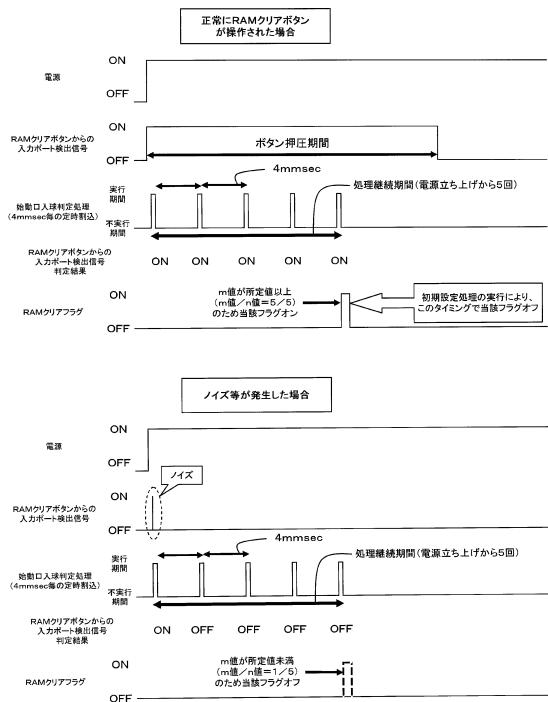 正常にRAMクリアボタン
が操作された場合
ON
電源
OFF
ON
RAMクリアボタンからの
入力ポート検出信号
ボタン押圧期間
OFF
4mmsec
実行
期間
処理継続期間(電源立ち上げから5回)
始動口入球判定処理
(4mmsec毎の定時割込)
不実行
期間
RAMクリアボタンからの
入力ポート検出信号
判定結果
ON ON ON ON ON
ON
m値が所定値以上
(m値/n値=5/5)
のため当該フラグオン
初期設定処理の実行により、
このタイミングで当該フラグオフ
RAMクリアフラグ
OFF
ノイズ等が発生した場合
ON
電源
OFF
ノイズ
ON
RAMクリアボタンからの
入力ポート検出信号
OFF
4mmsec
実行
期間
処理継続期間(電源立ち上げから5回)
始動口入球判定処理
(4mmsec毎の定時割込)
不実行
期間
RAMクリアボタンからの
入力ポート検出信号
判定結果
ON OFF OFF OFF OFF
ON
m値が所定値未満
(m値/n値=1/5)
のため当該フラグオフ
RAMクリアフラグ
OFF